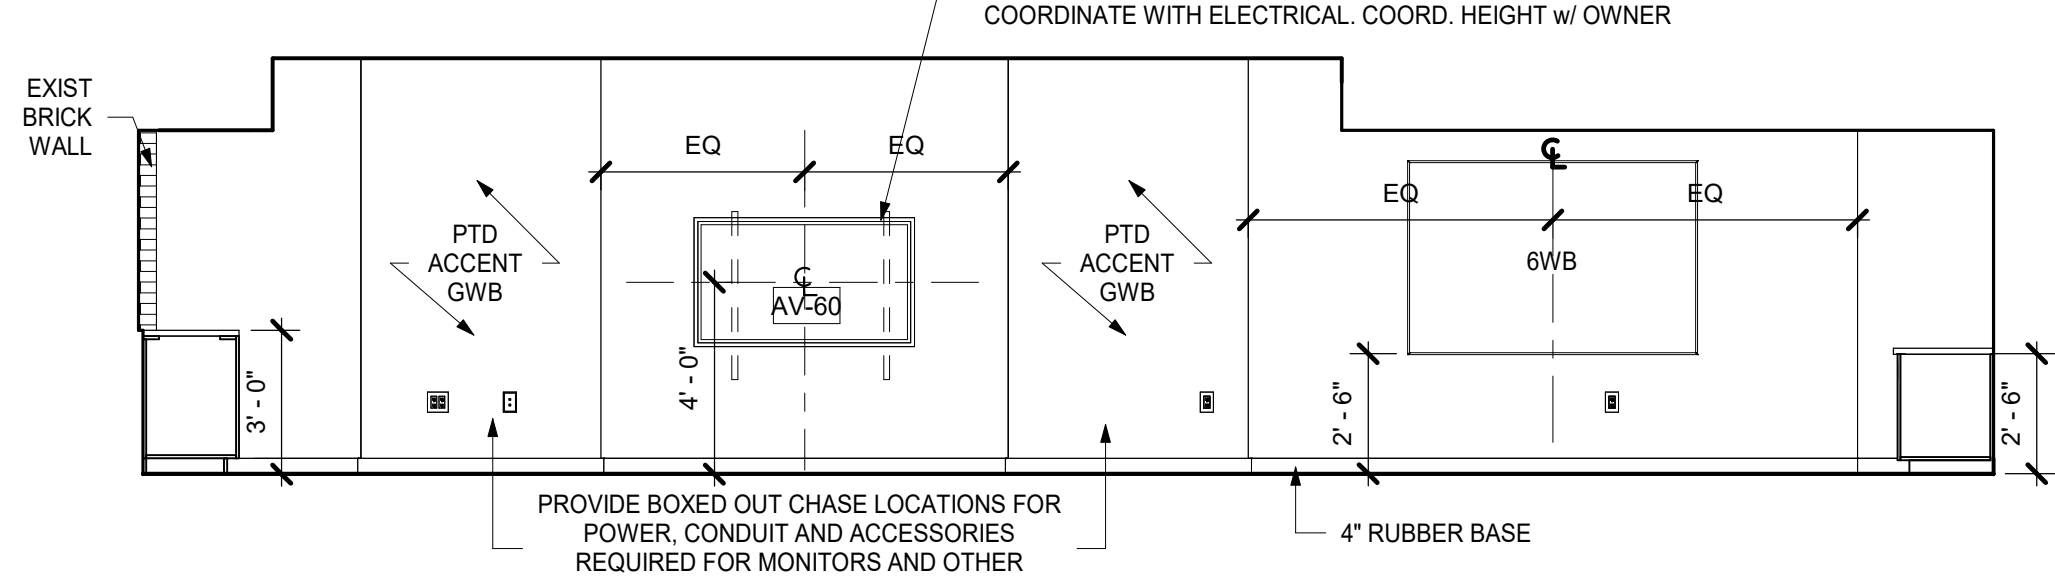 COORDINATE WITH ELECTRICAL. COORD. HEIGHT w/ OWNER
EXIST
BRICK
WALL
EQ
EQ
PTD
ACCENT
GWB
AV-60
℄
4' - 0"
PTD
ACCENT
GWB
℄
EQ
EQ
6WB
3' - 0"
2' - 6"
2' - 6"
PROVIDE BOXED OUT CHASE LOCATIONS FOR
POWER, CONDUIT AND ACCESSORIES
REQUIRED FOR MONITORS AND OTHER
4" RUBBER BASE